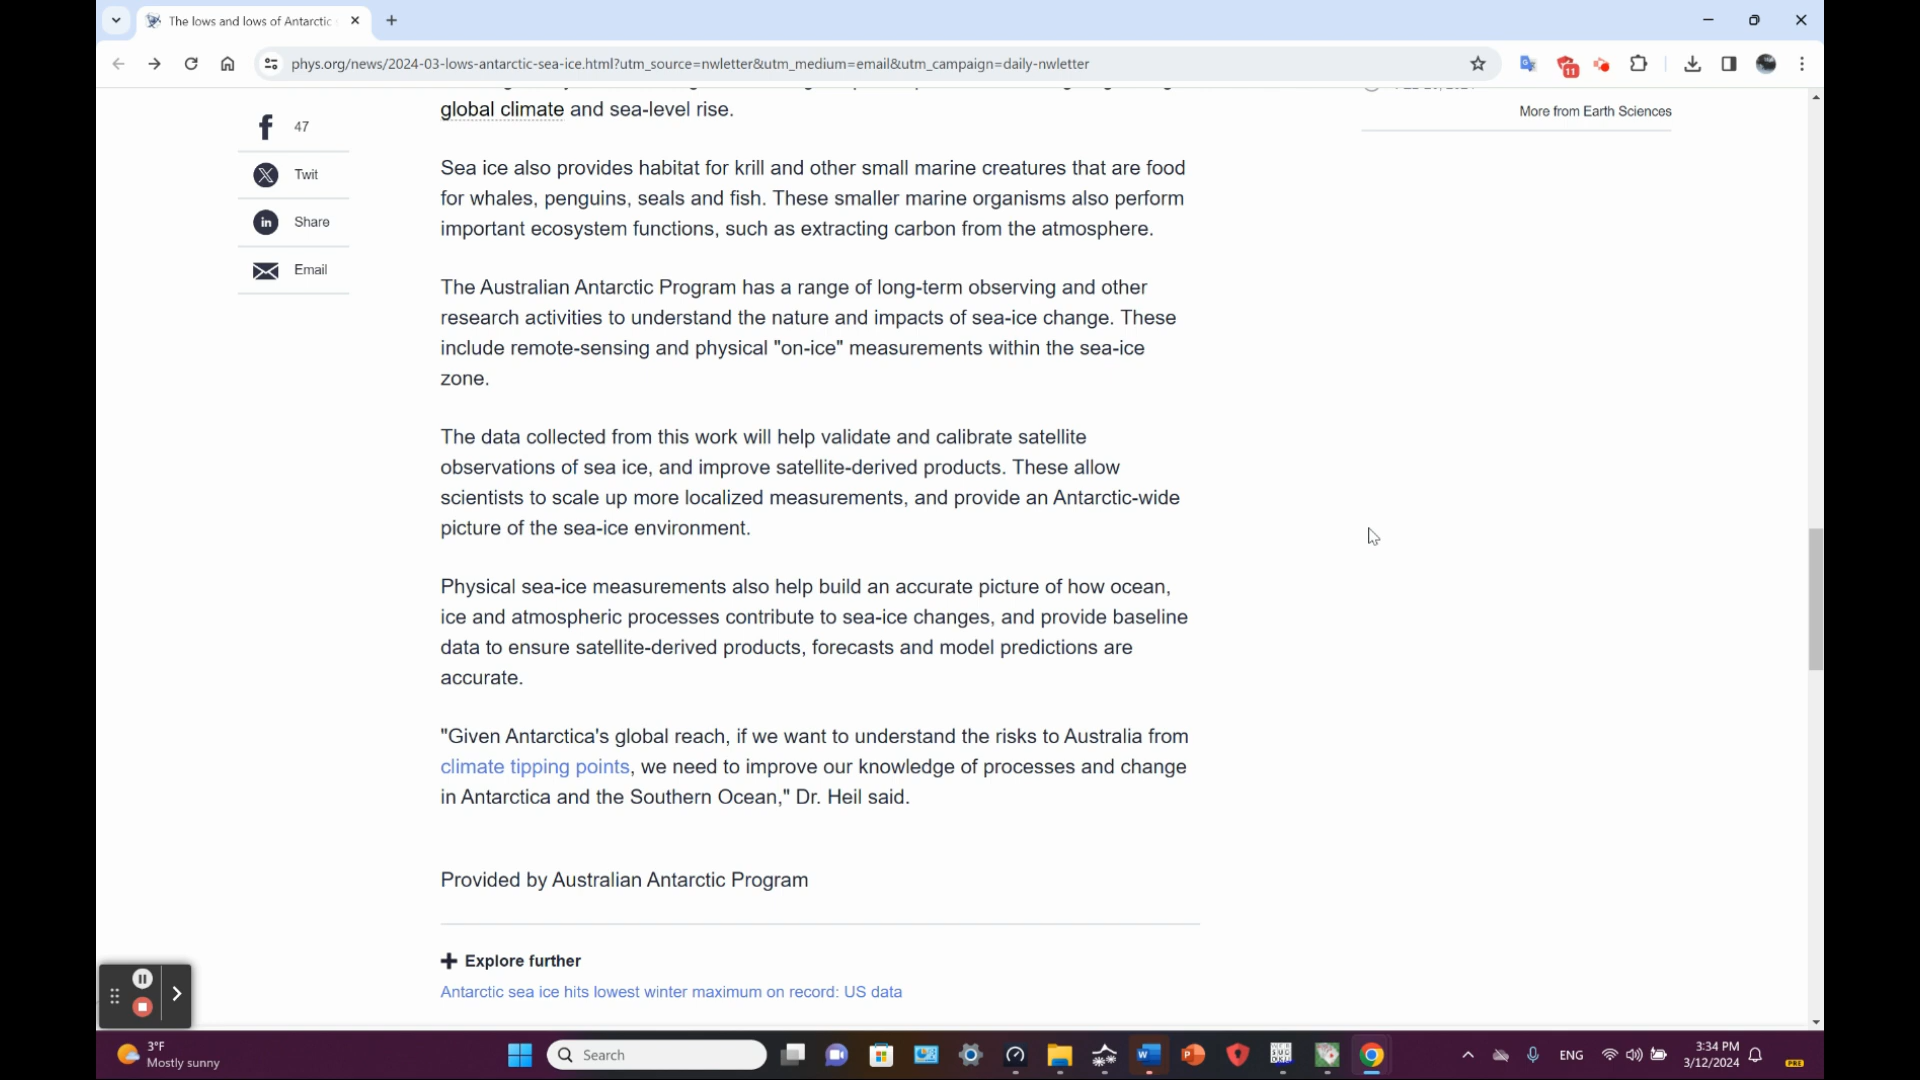 The lows and lows of Antarctic
phys.org/news/2024-03-lows-antarctic-sea-ice.html?utm_source=nwletter&utm_medium=email&utm_campaign=daily-nwletter
11
global climate and sea-level rise.
More from Earth Sciences
47
Twit
Share
Email
Sea ice also provides habitat for krill and other small marine creatures that are food
for whales, penguins, seals and fish. These smaller marine organisms also perform
important ecosystem functions, such as extracting carbon from the atmosphere.
The Australian Antarctic Program has a range of long-term observing and other
research activities to understand the nature and impacts of sea-ice change. These
include remote-sensing and physical "on-ice" measurements within the sea-ice
zone.
The data collected from this work will help validate and calibrate satellite
observations of sea ice, and improve satellite-derived products. These allow
scientists to scale up more localized measurements, and provide an Antarctic-wide
picture of the sea-ice environment.
Physical sea-ice measurements also help build an accurate picture of how ocean,
ice and atmospheric processes contribute to sea-ice changes, and provide baseline
data to ensure satellite-derived products, forecasts and model predictions are
accurate.
"Given Antarctica's global reach, if we want to understand the risks to Australia from
climate tipping points, we need to improve our knowledge of processes and change
in Antarctica and the Southern Ocean," Dr. Heil said.
Provided by Australian Antarctic Program
Explore further
Antarctic sea ice hits lowest winter maximum on record: US data
3°F
Mostly sunny
Search
ENG
3:34 PM
3/12/2024
PRE